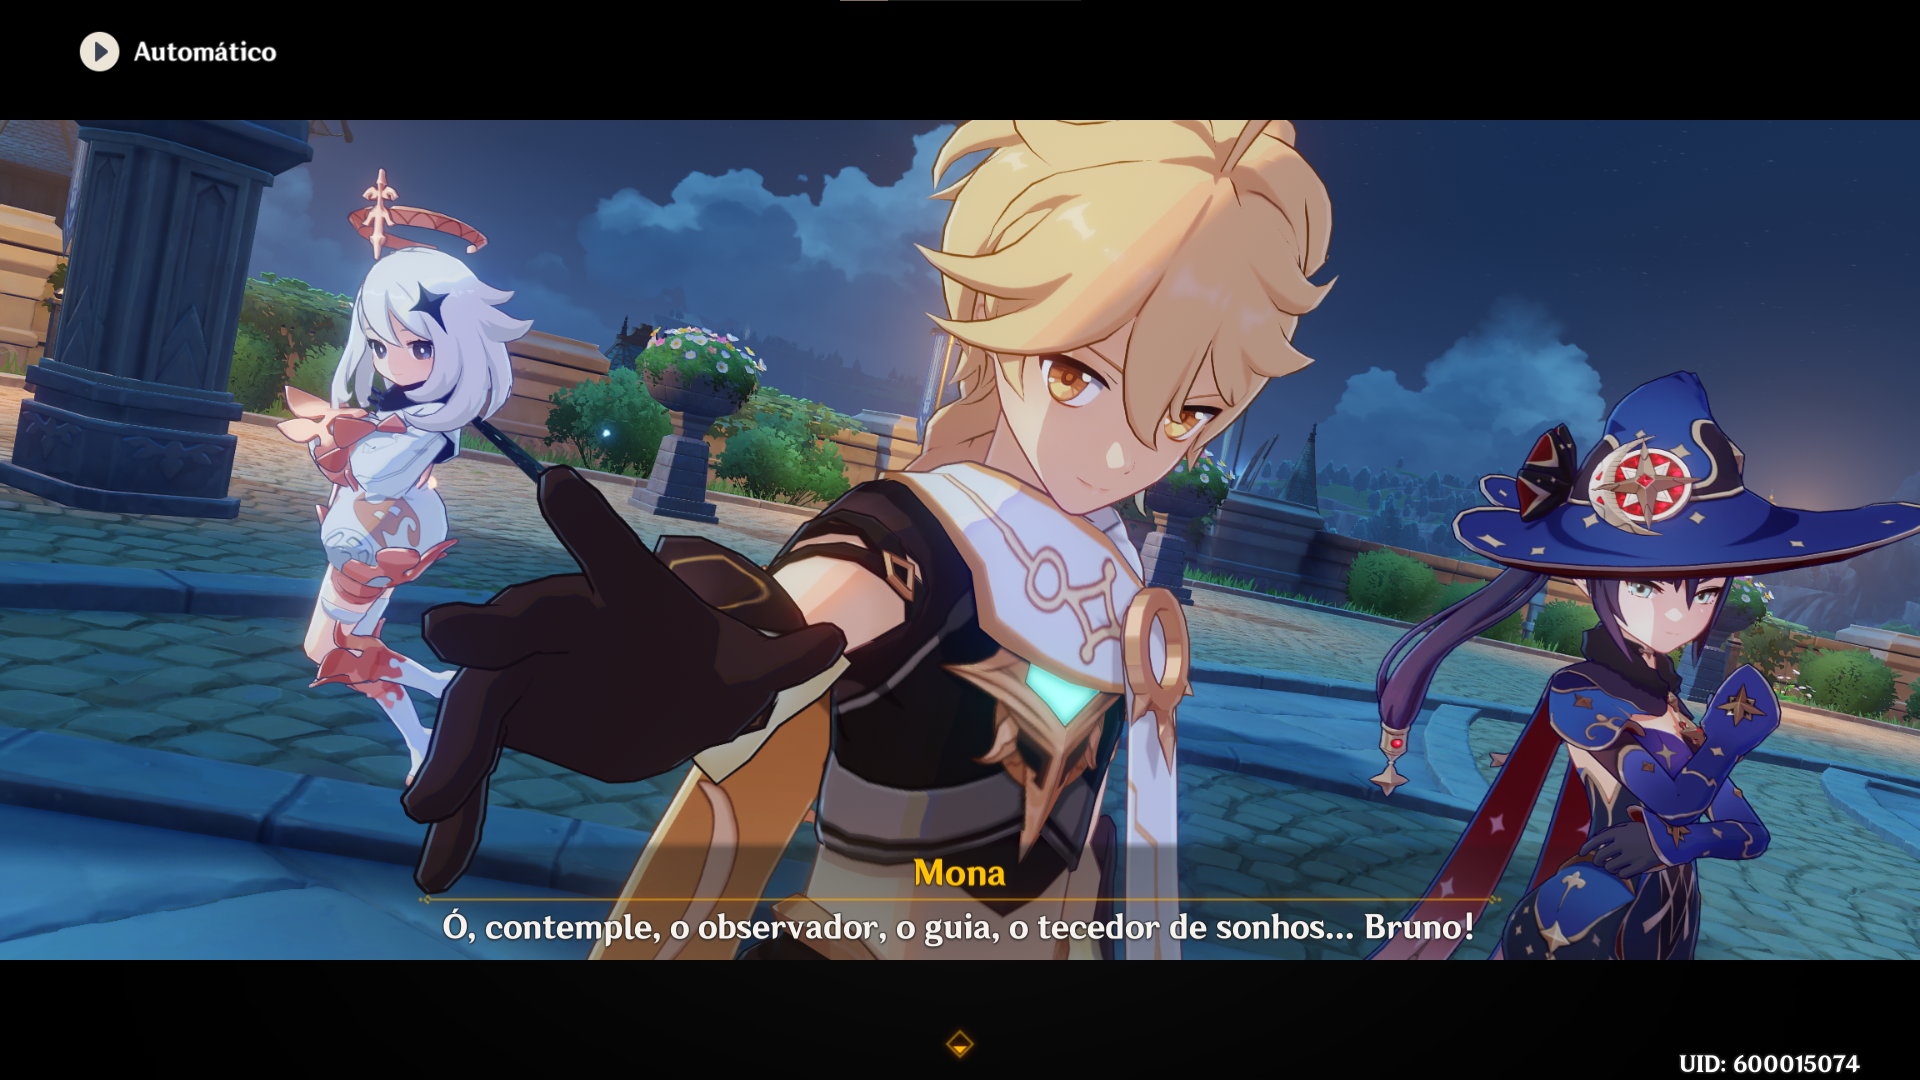 Automático
Mona
Ó, contemple, o observador, o guia, o tecedor de sonhos... Bruno!
UID: 600015074